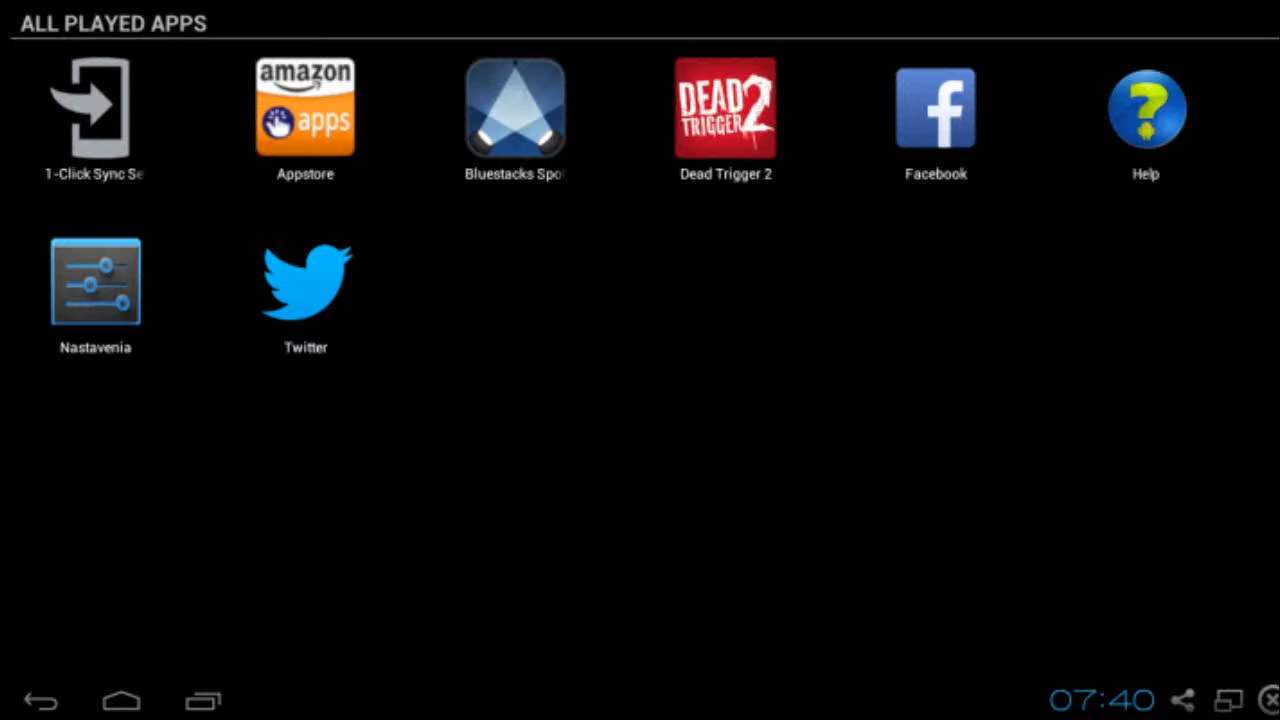 ALL PLAYED APPS
amazon
apps
DEAD
TRIGGER 2
1-Click Sync Se
Appstore
Bluestacks Spo
Dead Trigger 2
Facebook
Help
Nastavenia
Twitter
07:40